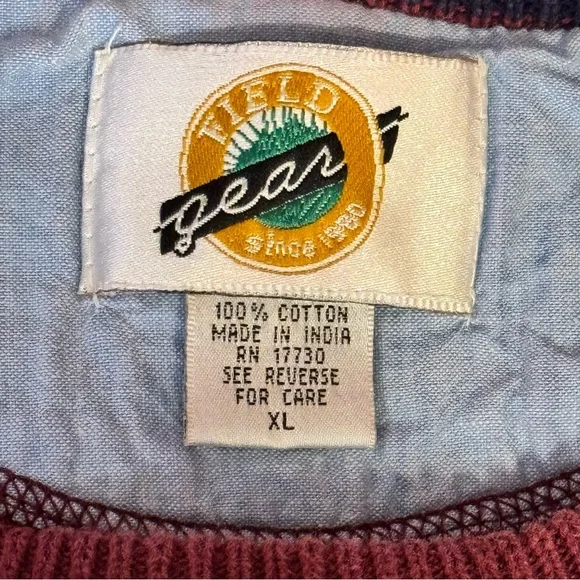 FIELD
gear
since 1980
100% COTTON
MADE IN INDIA
RN 17730
SEE REVERSE
FOR CARE
XL